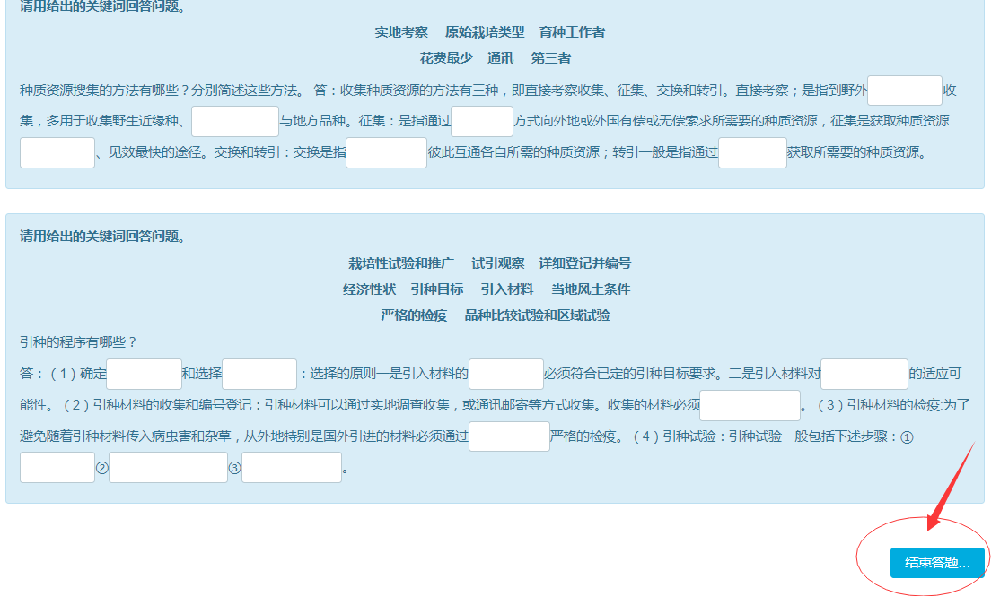 请用给出的关键词回答问题。
实地考察 原始栽培类型 育种工作者
花费最少 通讯 第三者
种质资源搜集的方法有哪些？分别简述这些方法。 答：收集种质资源的方法有三种，即直接考察收集、征集、交换和转引。直接考察；是指到野外 收
集，多用于收集野生近缘种、 与地方品种。征集：是指通过 方式向外地或外国有偿或无偿索求所需要的种质资源，征集是获取种质资源
、见效最快的途径。交换和转引：交换是指 彼此互通各自所需的种质资源；转引一般是指通过 获取所需要的种质资源。
请用给出的关键词回答问题。
栽培性试验和推广 试引观察 详细登记并编号
经济性状 引种目标 引入材料 当地风土条件
严格的检疫 品种比较试验和区域试验
引种的程序有哪些？
答：（1）确定 和选择 ：选择的原则一是引入材料的 必须符合已定的引种目标要求。二是引入材料对 的适应可
能性。（2）引种材料的收集和编号登记：引种材料可以通过实地调查收集，或通讯邮寄等方式收集。收集的材料必须 。（3）引种材料的检疫:为了
避免随着引种材料传入病虫害和杂草，从外地特别是国外引进的材料必须通过 严格的检疫。（4）引种试验：引种试验一般包括下述步骤：①
② ③ 。
结束答题...